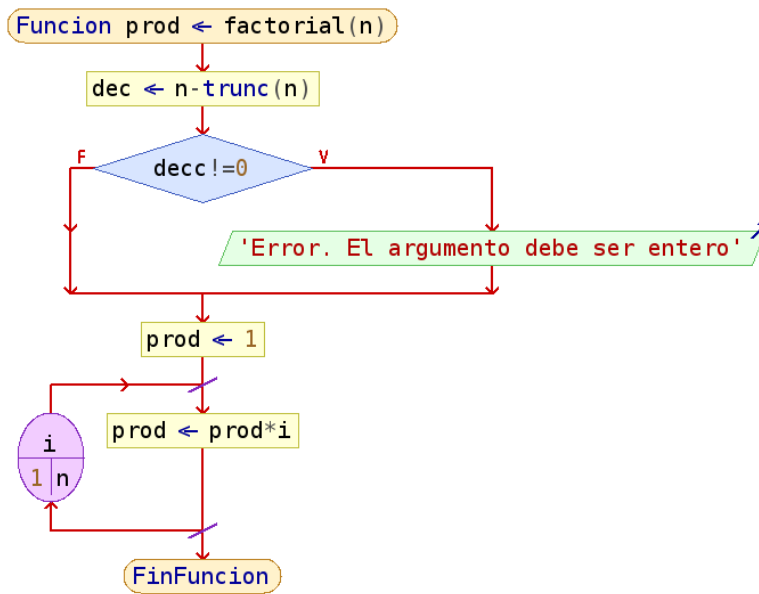 Funcion prod ← factorial(n)
dec ← n-trunc(n)
F
V
decc!=0
'Error. El argumento debe ser entero'
prod ← 1
prod ← prod*i
i
1 n
FinFuncion